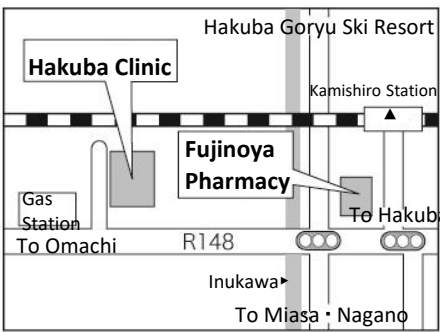 Hakuba Goryu Ski Resort
Hakuba Clinic
Kamishiro Station
Fujinoya
Pharmacy
Gas
Station
To Hakuba
To Omachi
R148
Inukawa
To Miasa・Nagano